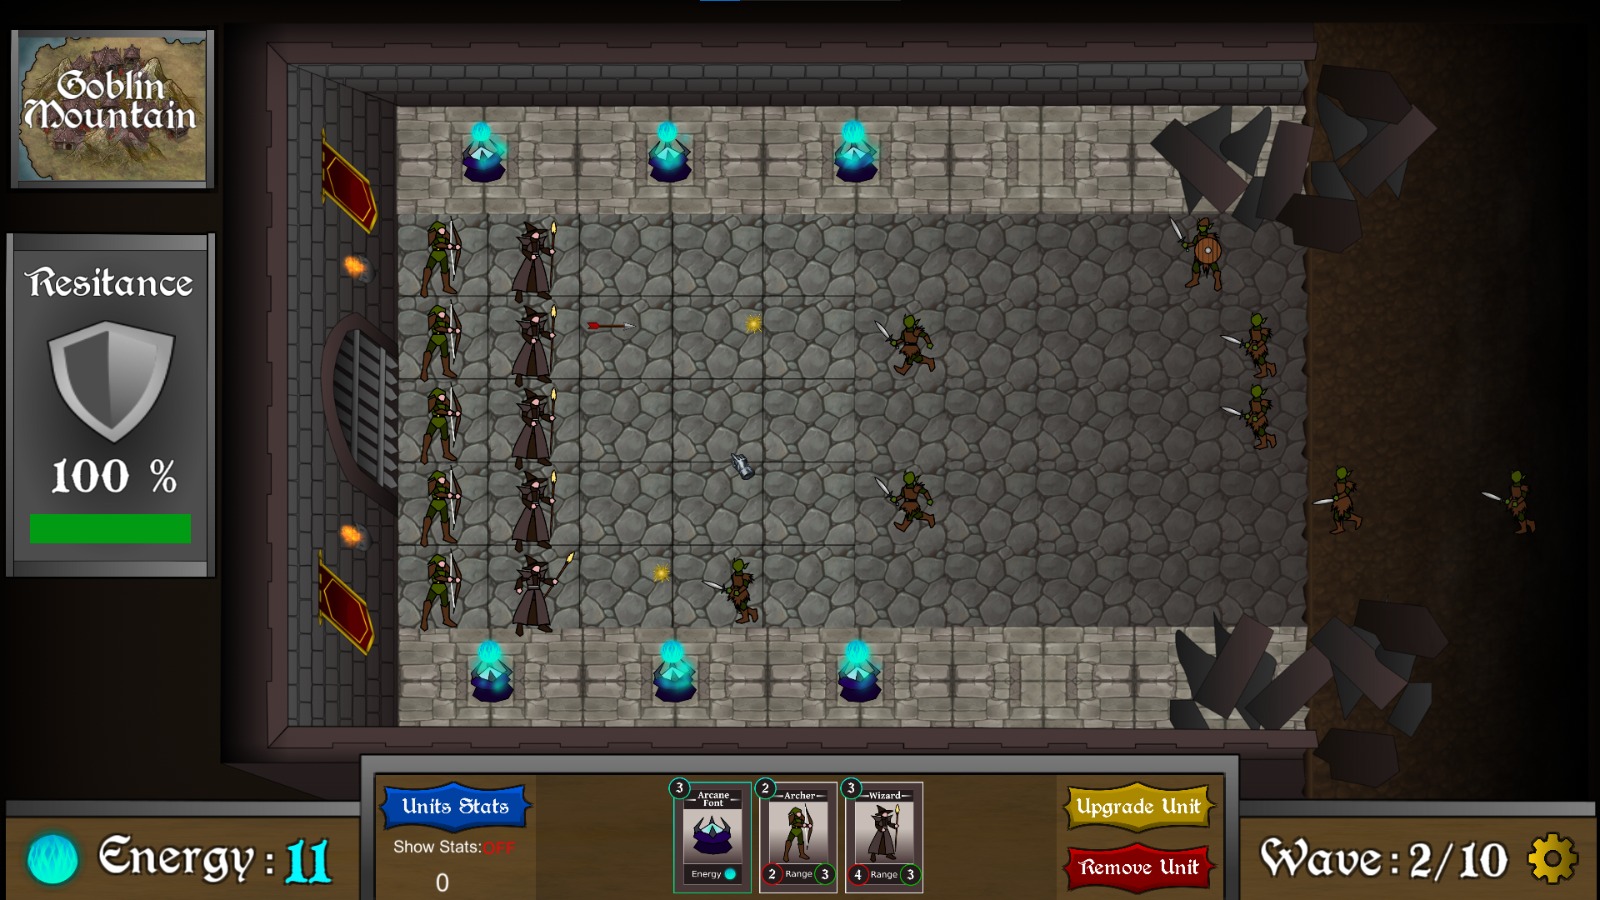 Goblin
Mountain
Resitance
100 %
Energy: 11
Units Stats
Show Stats:OFF
0
3
Arcane
Font
Energy
2
Archer
2 Range 3
3
Wizard
4 Range 3
Upgrade Unit
Remove Unit
Wave: 2/10